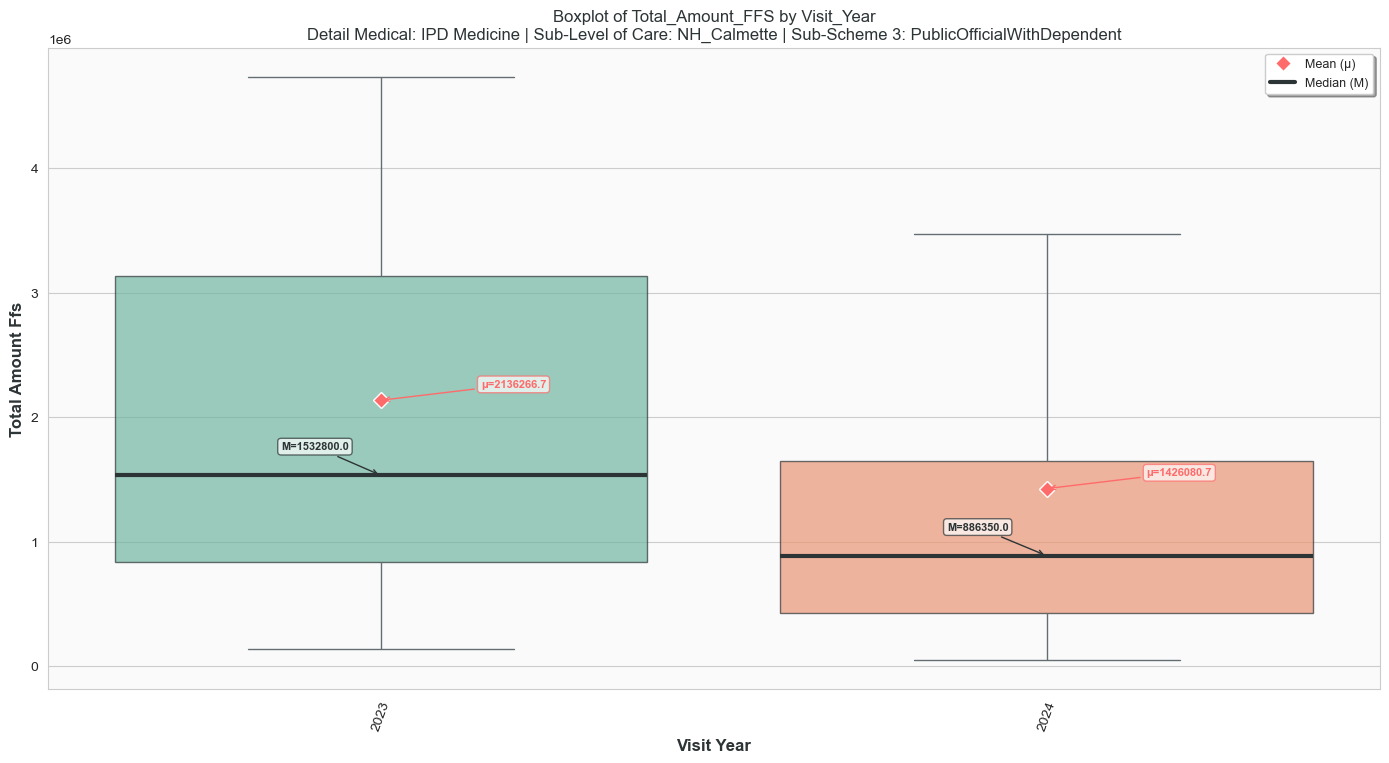 Boxplot of Total_Amount_FFS by Visit_Year
Detail Medical: IPD Medicine | Sub-Level of Care: NH_Calmette | Sub-Scheme 3: PublicOfficialWithDependent
1e6
Mean (μ)
Median (M)
4
3
2
1
0
Total Amount Ffs
μ=2136266.7
M=1532800.0
μ=1426080.7
M=886350.0
2023
2024
Visit Year